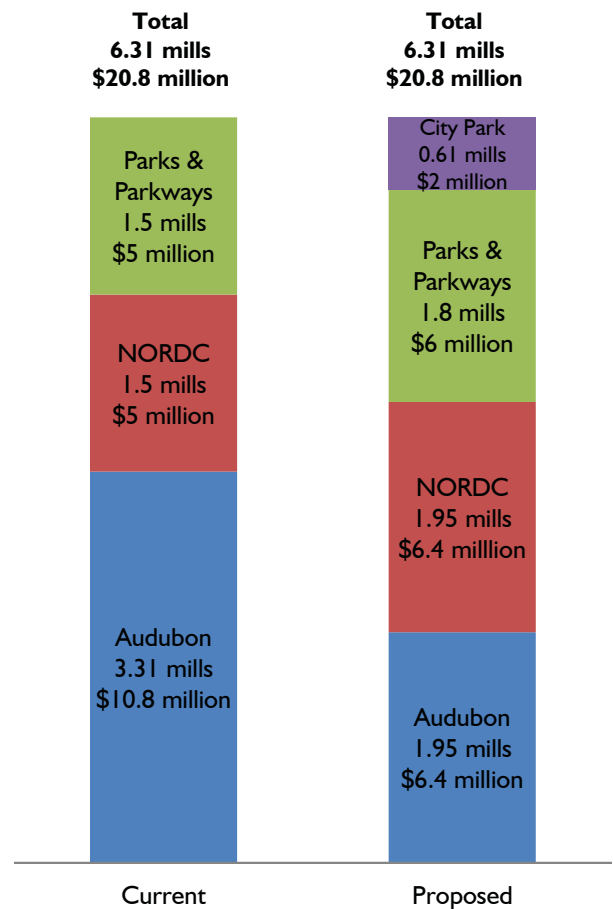 Total
6.31 mills
$20.8 million
Parks &
Parkways
1.5 mills
$5 million
NORDC
1.5 mills
$5 million
Audubon
3.31 mills
$10.8 million
Current
Total
6.31 mills
$20.8 million
City Park
0.61 mills
$2 million
Parks &
Parkways
1.8 mills
$6 million
NORDC
1.95 mills
$6.4 milllion
Audubon
1.95 mills
$6.4 million
Proposed